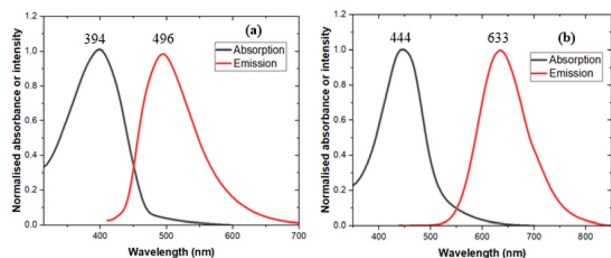 (a)
394
496
Absorption
Emission
Normalised absorbance or intensity
1.2
1.0
0.8
0.6
0.4
0.2
0.0
400
500
600
700
Wavelength (nm)
(b)
444
633
Absorption
Emission
Normalised absorbance or intensity
1.2
1.0
0.8
0.6
0.4
0.2
0.0
400
500
600
700
800
Wavelength (nm)